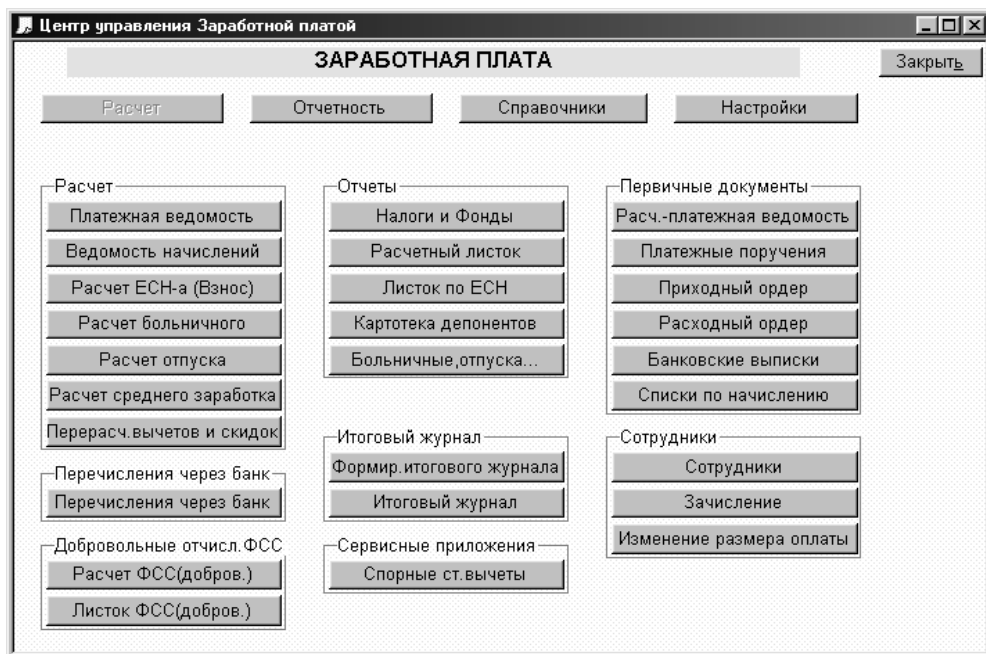 Центр управления Заработной платой
ЗАРАБОТНАЯ ПЛАТА
Закрыть
Расчет
Отчетность
Справочники
Настройки
Расчет
Платежная ведомость
Ведомость начислений
Расчет ЕСН-а (Взнос)
Расчет больничного
Расчет отпуска
Расчет среднего заработка
Перерасч.вычетов и скидок
Перечисления через банк
Перечисления через банк
Добровольные отчисл.ФСС
Расчет ФСС(добров.)
Листок ФСС(добров.)
Отчеты
Налоги и Фонды
Расчетный листок
Листок по ЕСН
Картотека депонентов
Больничные,отпуска...
Итоговый журнал
Формир.итогового журнала
Итоговый журнал
Сервисные приложения
Спорные ст.вычеты
Первичные документы
Расч.-платежная ведомость
Платежные поручения
Приходный ордер
Расходный ордер
Банковские выписки
Списки по начислению
Сотрудники
Сотрудники
Зачисление
Изменение размера оплаты